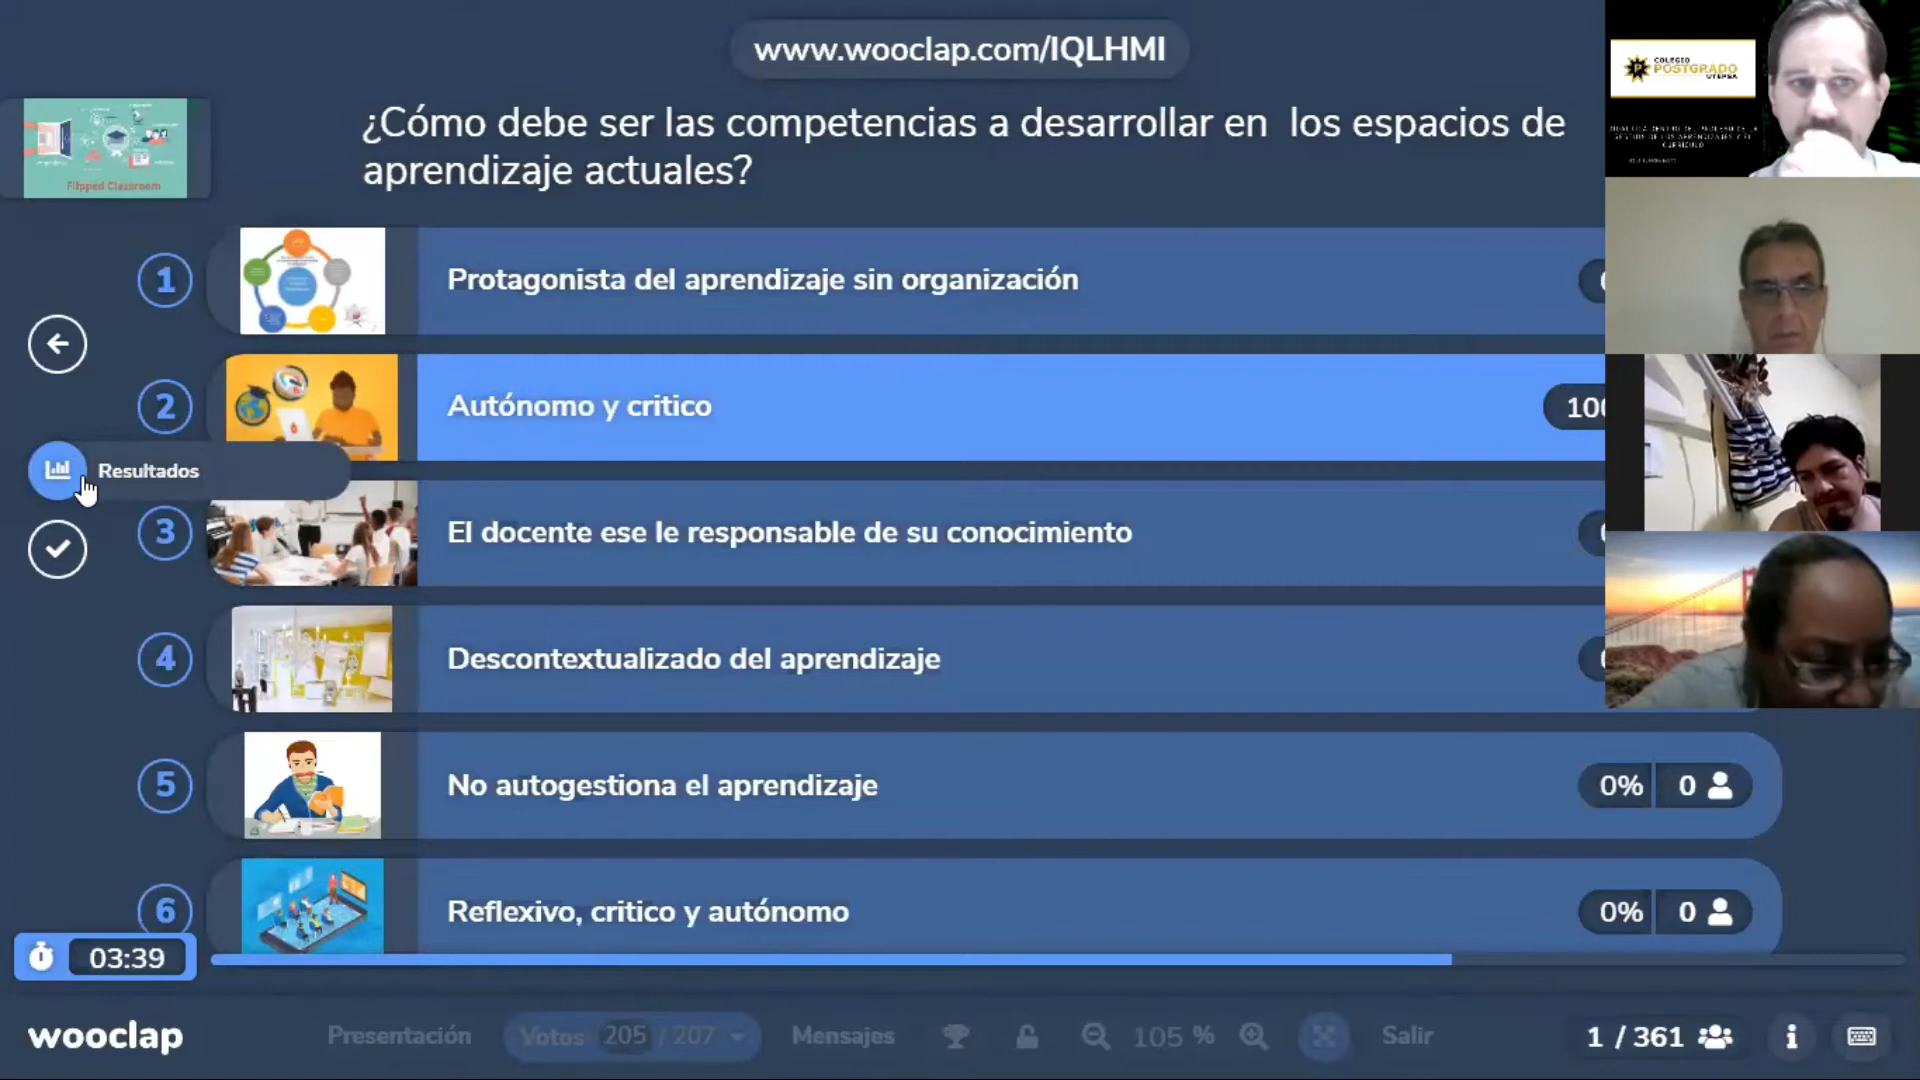 www.wooclap.com/IQLHMI
¿Cómo debe ser las competencias a desarrollar en los espacios de
aprendizaje actuales?
Flipped Classroom
COLEGIO
POSTGRADO
UTEPSA
1
Protagonista del aprendizaje sin organización
2
Autónomo y critico
100
Resultados
3
El docente ese le responsable de su conocimiento
4
Descontextualizado del aprendizaje
5
No autogestiona el aprendizaje
0% 0
6
Reflexivo, critico y autónomo
0% 0
03:39
wooclap
Presentación
Votos 205 / 207
Mensajes
105 %
Salir
1 / 361